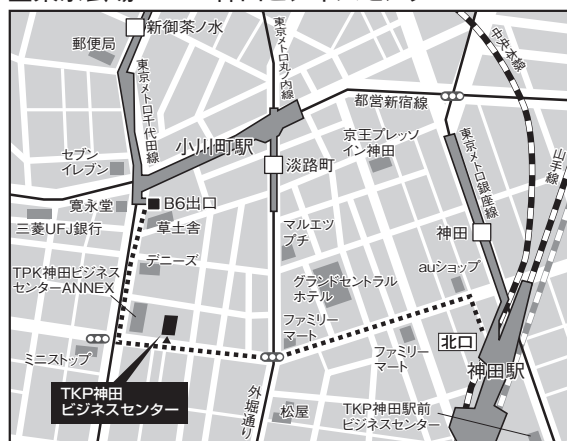 新御茶ノ水
郵便局
東京メトロ千代田線
東京メトロ丸ノ内線
中央本線
都営新宿線
小川町駅
京王プレッソ
イン神田
東京メトロ銀座線
山手線
セブン
イレブン
淡路町
寛永堂
B6出口
三菱UFJ銀行
草土舎
マルエツ
プチ
神田
デニーズ
TPK神田ビジネス
センターANNEX
グランドセントラル
ホテル
auショップ
ファミリー
マート
北口
ミニストップ
ファミリー
マート
神田駅
TKP神田
ビジネスセンター
外堀通り
松屋
TKP神田駅前
ビジネスセンター